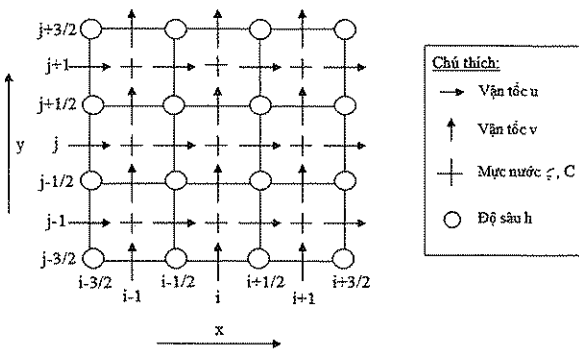 j+3/2
j+1
j+1/2
j
j-1/2
j-1
j-3/2
y
i-3/2
i-1
i-1/2
i
i+1/2
i+1
i+3/2
x
Chú thích:
Vận tốc u
Vận tốc v
Mực nước ς, C
Độ sâu h